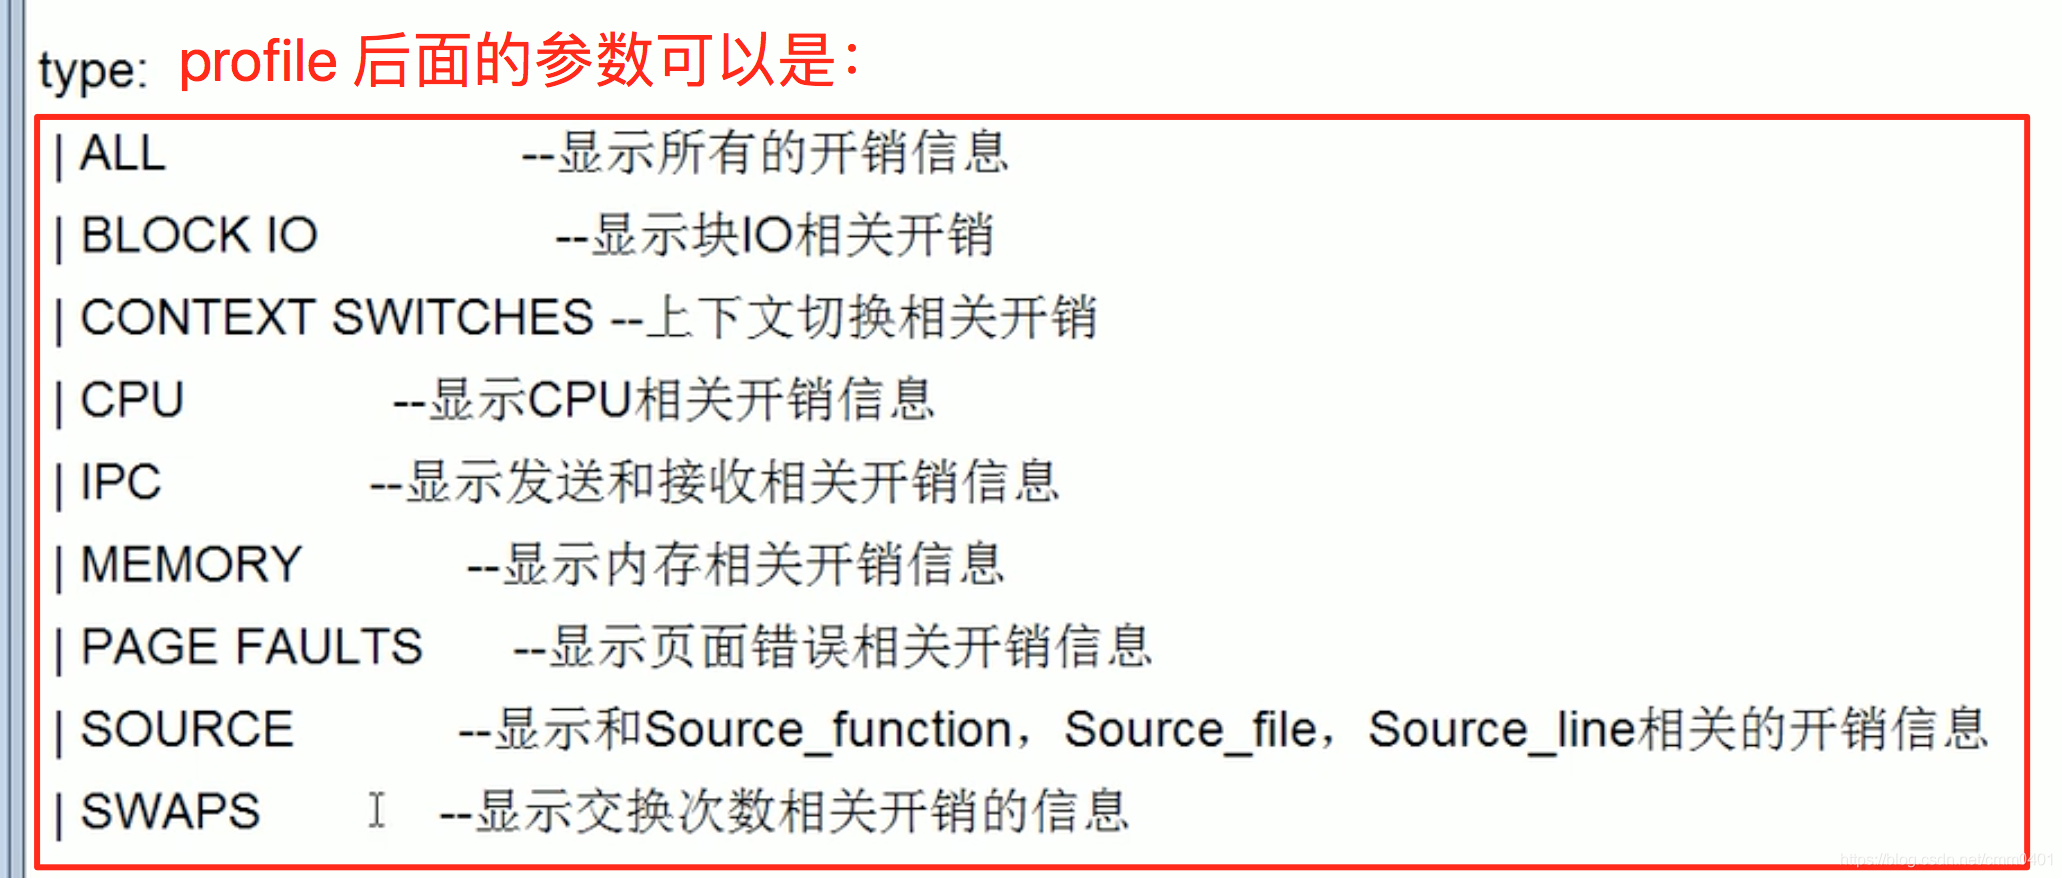 type: profile 后面的参数可以是：
| ALL --显示所有的开销信息
| BLOCK IO --显示块IO相关开销
| CONTEXT SWITCHES --上下文切换相关开销
| CPU --显示CPU相关开销信息
| IPC --显示发送和接收相关开销信息
| MEMORY --显示内存相关开销信息
| PAGE FAULTS --显示页面错误相关开销信息
| SOURCE --显示和Source_function，Source_file，Source_line相关的开销信息
| SWAPS --显示交换次数相关开销的信息
https://blog.csdn.net/cmm0401